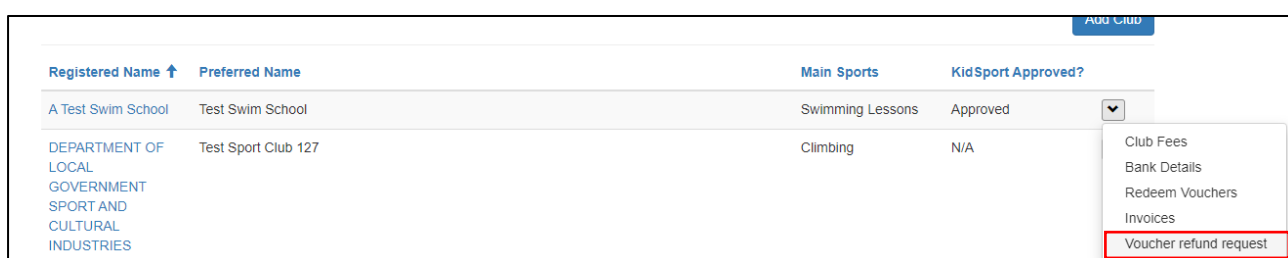 Add Club
Registered Name Preferred Name Main Sports KidSport Approved?
A Test Swim School Test Swim School Swimming Lessons Approved
DEPARTMENT OF Test Sport Club 127 Climbing N/A
LOCAL
GOVERNMENT
SPORT AND
CULTURAL
INDUSTRIES
Club Fees
Bank Details
Redeem Vouchers
Invoices
Voucher refund request